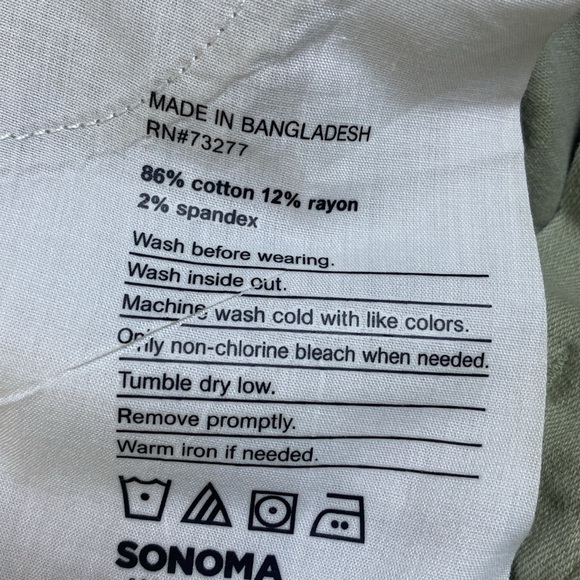 MADE IN BANGLADESH
RN#73277
86% cotton 12% rayon
2% spandex
Wash before wearing.
Wash inside out.
Machine wash cold with like colors.
Only non-chlorine bleach when needed.
Tumble dry low.
Remove promptly.
Warm iron if needed.
SONOMA